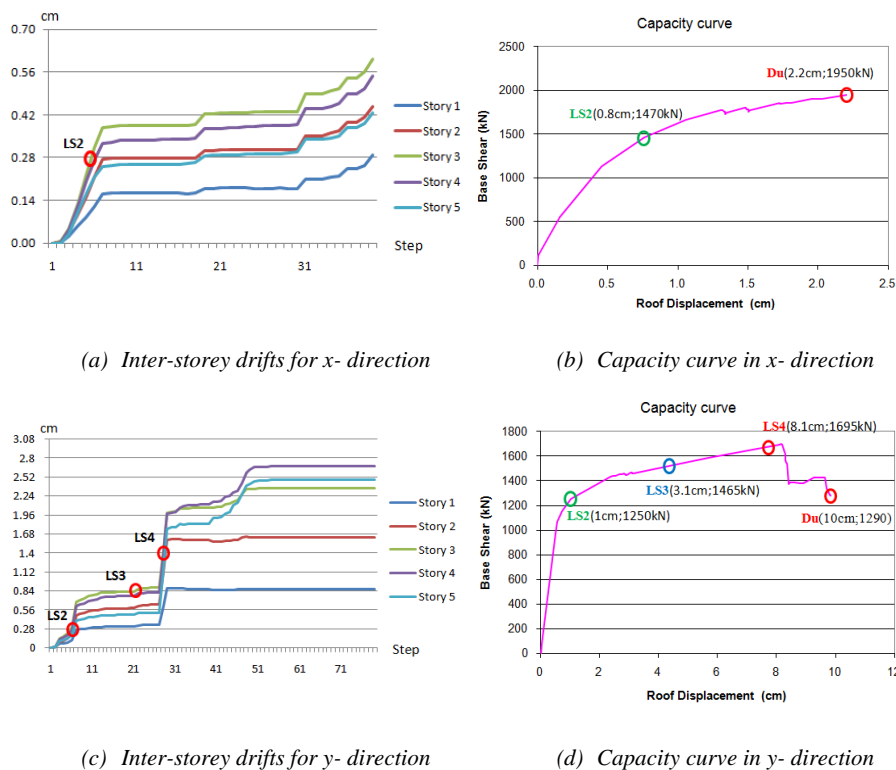 cm
0.70
0.56
0.42
0.28
0.14
0.00
LS2
Story 1
Story 2
Story 3
Story 4
Story 5
Step
1 11 21 31
(a) Inter-storey drifts for x- direction
Capacity curve
Base Shear (kN)
2500
2000
1500
1000
500
0
Du(2.2cm;1950kN)
LS2(0.8cm;1470kN)
0.0 0.5 1.0 1.5 2.0 2.5
Roof Displacement (cm)
(b) Capacity curve in x- direction
cm
3.08
2.8
2.52
2.24
1.96
1.68
1.4
1.12
0.84
0.56
0.28
0
LS4
LS3
LS2
Story 1
Story 2
Story 3
Story 4
Story 5
Step
1 11 21 31 41 51 61 71
(c) Inter-storey drifts for y- direction
Capacity curve
Base Shear (kN)
1800
1600
1400
1200
1000
800
600
400
200
0
LS4(8.1cm;1695kN)
LS3(3.1cm;1465kN)
LS2(1cm;1250kN)
Du(10cm;1290)
0 2 4 6 8 10 12
Roof Displacement (cm)
(d) Capacity curve in y- direction